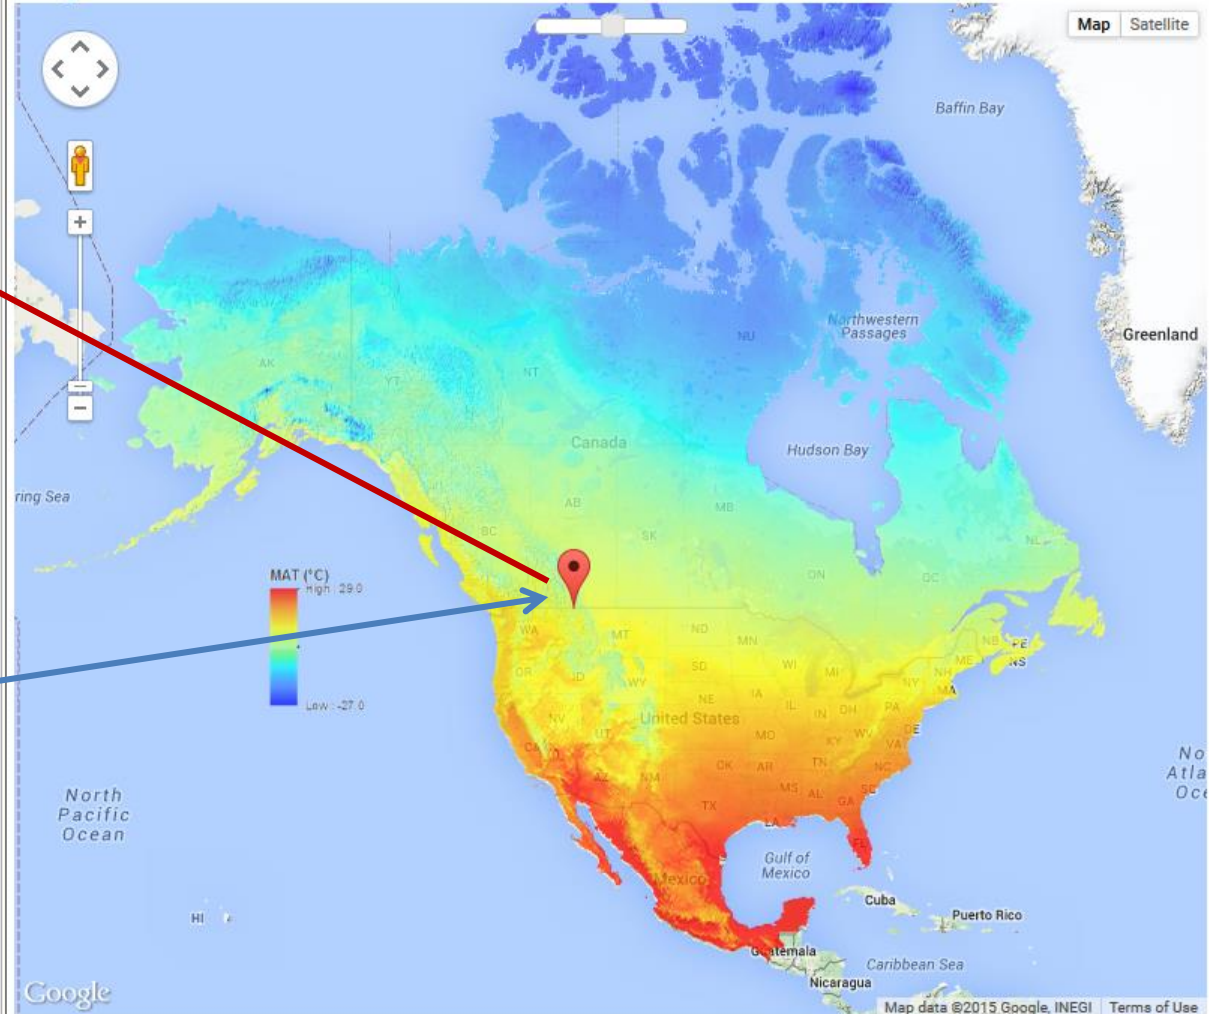 Map Satellite
Baffin Bay
Northwestern
Passages
Greenland
NU
AK
YT
NT
Canada
Hudson Bay
ring Sea
AB
MB
BC
SK
NL
ON
QC
MAT (°C)
High : 29.0
Low : -27.0
WA
MT
ND
MN
NB
PE
NS
ME
OR
ID
SD
WI
MI
NH
WY
NY
MA
NE
IA
IL
IN
OH
PA
NV
United States
UT
MO
KY
WV
DE
VA
CA
OK
AR
TN
NC
AZ
NM
MS
AL
GA
SC
TX
LA
FL
No
Atla
Oce
North
Pacific
Ocean
Gulf of
Mexico
Mexico
Cuba
HI
Puerto Rico
Guatemala
Caribbean Sea
Nicaragua
Google
Map data ©2015 Google, INEGI Terms of Use